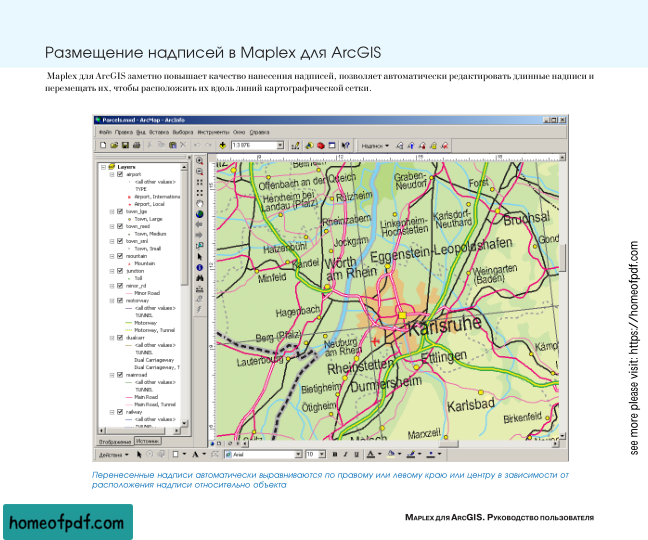 Размещение надписей в Maplex для ArcGIS
Maplex для ArcGIS заметно повышает качество нанесения надписей, позволяет автоматически редактировать длинные надписи и
перемещать их, чтобы расположить их вдоль линий картографической сетки.
Parcels.mxd - ArcMap - ArcInfo
Файл Правка Вид Вставка Выборка Инструменты Окно Справка
Надписи
Layers
airport
<all other values>
TYPE
Airport, Internationa
Airport, Local
town_lge
Town, Large
town_med
Town, Medium
town_sml
Town, Small
mountain
Mountain
junction
Toll
minor_rd
Minor Road
motorway
<all other values>
TUNNEL
Motorway
Motorway, Tunnel
dualcarr
<all other values>
TUNNEL
Dual Carriageway
Dual Carriageway, T
mainroad
<all other values>
TUNNEL
Main Road
Main Road, Tunnel
railway
<all other values>
TUNNEL
Отображение Источник
Offenbach an der Queich
Herxheim bei
Landau (Pfalz)
Rülzheim
Graben-
Neudorf
Forst
Rheinzabern
Linkenheim-
Hochstetten
Karlsdorf-
Neuthard
Bruchsal
Jockgrim
Hatzenbühl
Kandel
Wörth
am Rhein
Eggenstein-Leopoldshafen
Gond
Minfeld
Weingarten
(Baden)
Hagenbach
Karlsruhe
Berg (Pfalz)
Neuburg
am Rhein
Kämp
Lauterbourg
Rheinstetten
Ettlingen
Durmersheim
Bietigheim
Ötigheim
Karlsbad
Birkenfeld
Malsch
Marxzell
Действия
Arial
10
Перенесенные надписи автоматически выравниваются по правому или левому краю или центру в зависимости от
расположения надписи относительно объекта
MAPLEX ДЛЯ ARCGIS. РУКОВОДСТВО ПОЛЬЗОВАТЕЛЯ
see more please visit: https://homeofpdf.com
homeofpdf.com